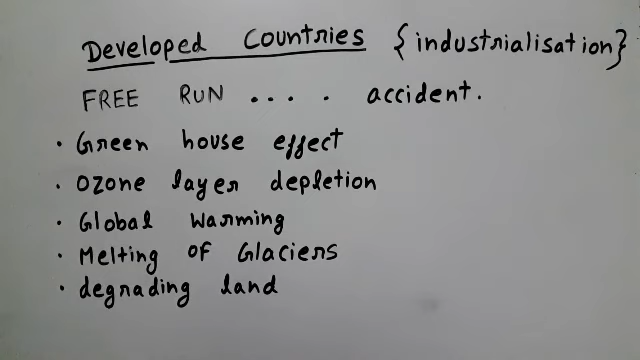 Developed Countries {industrialisation}
FREE RUN .... accident.
• Green house effect
• Ozone layer depletion
• Global warming
• Melting of Glaciers
• degrading land